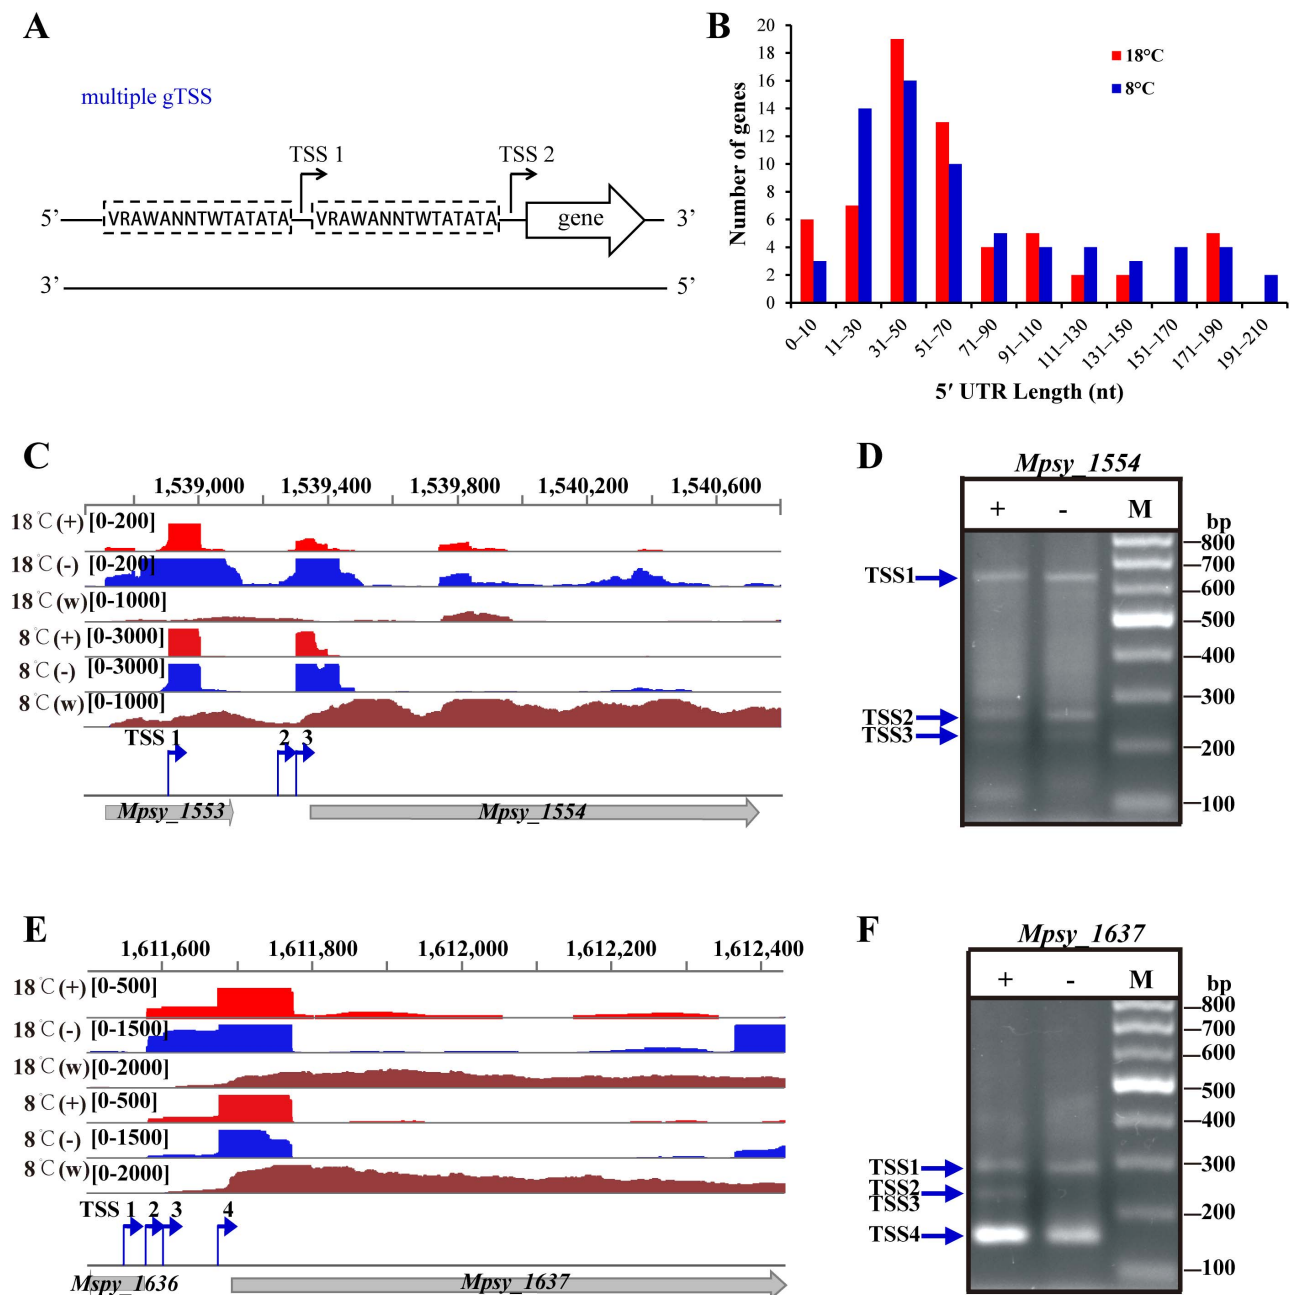 A
multiple gTSS
TSS 1
TSS 2
5’
VRAWANNTWTATATA
VRAWANNTWTATATA
gene
3’
3’
5’
B
Number of genes
20
18
16
14
12
10
8
6
4
2
0
18°C
8°C
0–10
11–30
31–50
51–70
71–90
91–110
111–130
131–150
151–170
171–190
191–210
5′ UTR Length (nt)
C
1,539,000
1,539,400
1,539,800
1,540,200
1,540,600
18℃(+) [0-200]
18℃(-) [0-200]
18℃(w) [0-1000]
8℃(+) [0-3000]
8℃(-) [0-3000]
8℃(w) [0-1000]
TSS 1
2
3
Mpsy_1553
Mpsy_1554
D
Mpsy_1554
+
-
M
bp
800
700
600
500
400
300
200
100
TSS1
TSS2
TSS3
E
1,611,600
1,611,800
1,612,000
1,612,200
1,612,400
18℃(+) [0-500]
18℃(-) [0-1500]
18℃(w) [0-2000]
8℃(+) [0-500]
8℃(-) [0-1500]
8℃(w) [0-2000]
TSS 1
2
3
4
Mspy_1636
Mpsy_1637
F
Mpsy_1637
+
-
M
bp
800
700
600
500
400
300
200
100
TSS1
TSS2
TSS3
TSS4